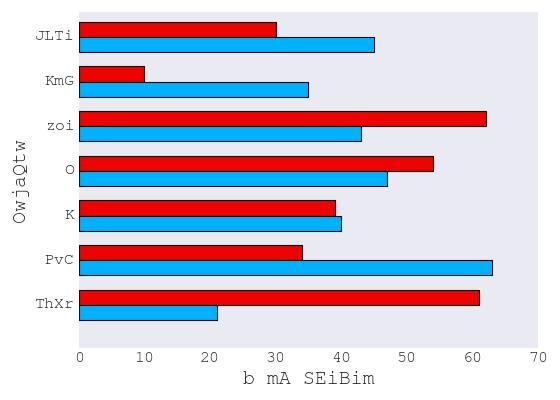 JLTi
KmG
zoi
O
K
PvC
ThXr
OwjaQtw
0 10 20 30 40 50 60 70
b mA SEiBim